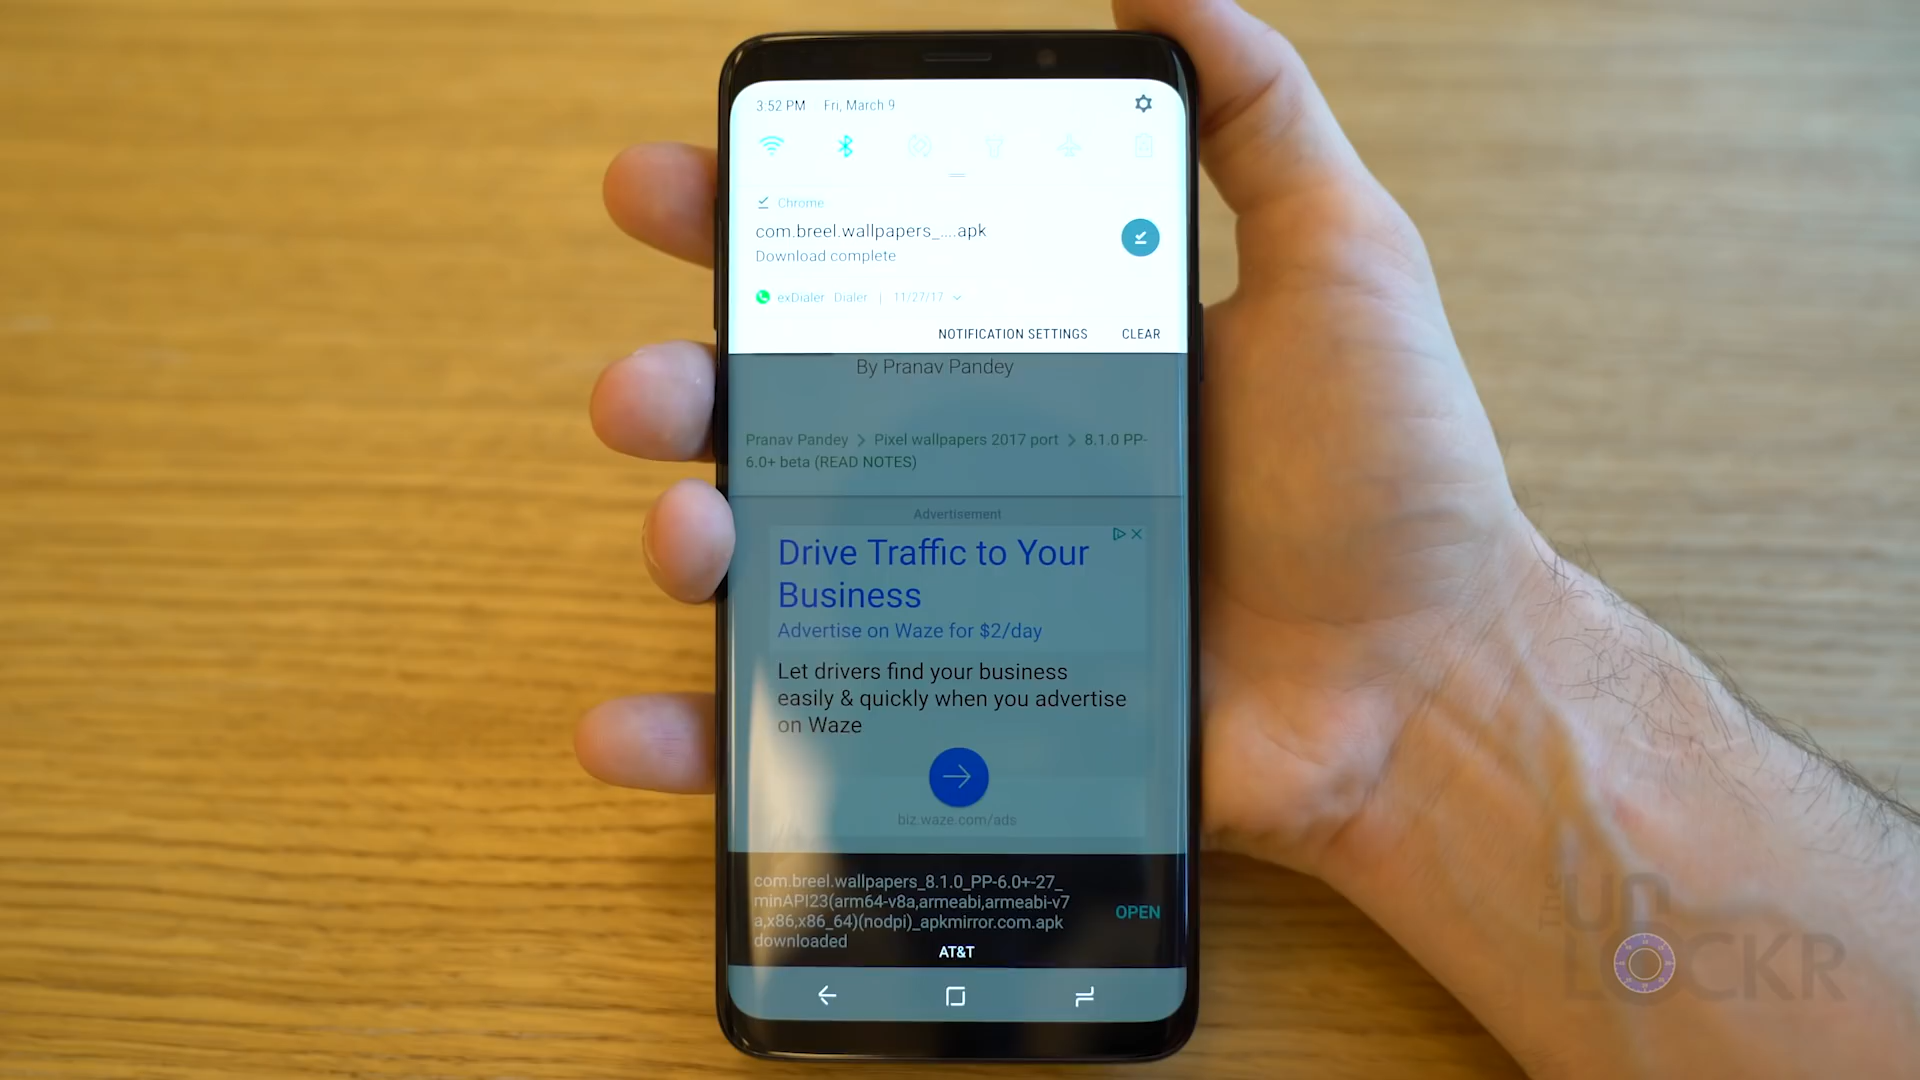 3:52 PM Fri, March 9
Chrome
com.breel.wallpapers_....apk
Download complete
exDialer Dialer | 11/27/17
NOTIFICATION SETTINGS CLEAR
By Pranav Pandey
Pranav Pandey > Pixel wallpapers 2017 port > 8.1.0 PP-
6.0+ beta (READ NOTES)
Advertisement
Drive Traffic to Your
Business
Advertise on Waze for $2/day
Let drivers find your business
easily & quickly when you advertise
on Waze
biz.waze.com/ads
com.breel.wallpapers_8.1.0_PP-6.0+-27_
minAPI23(arm64-v8a,armeabi,armeabi-v7
a,x86,x86_64)(nodpi)_apkmirror.com.apk
downloaded
OPEN
AT&T
The
UN
LOCKR